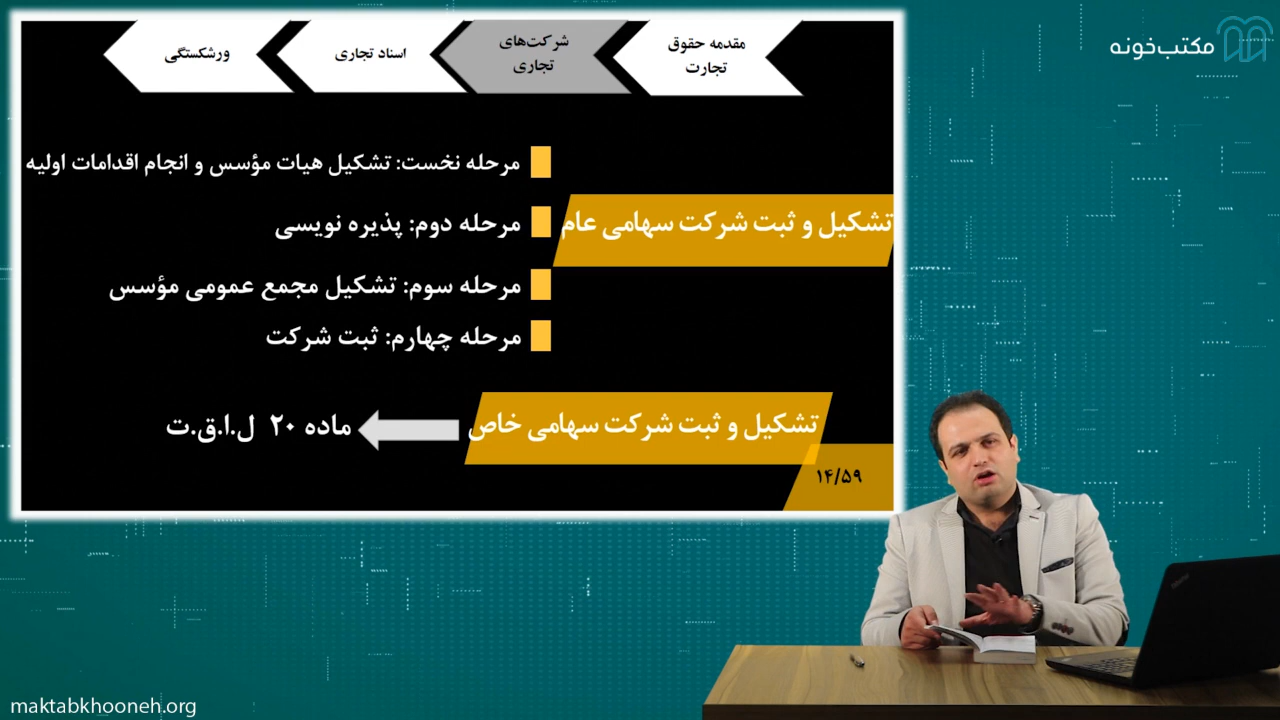 مکتب‌خونه
مقدمه حقوق
تجارت
شرکت‌های
تجاری
اسناد تجاری
ورشکستگی
تشکیل و ثبت شرکت سهامی عام
مرحله نخست: تشکیل هیات مؤسس و انجام اقدامات اولیه
مرحله دوم: پذیره نویسی
مرحله سوم: تشکیل مجمع عمومی مؤسس
مرحله چهارم: ثبت شرکت
تشکیل و ثبت شرکت سهامی خاص
ماده ۲۰ ل.ا.ق.ت
۱۴/۵۹
maktabkhooneh.org